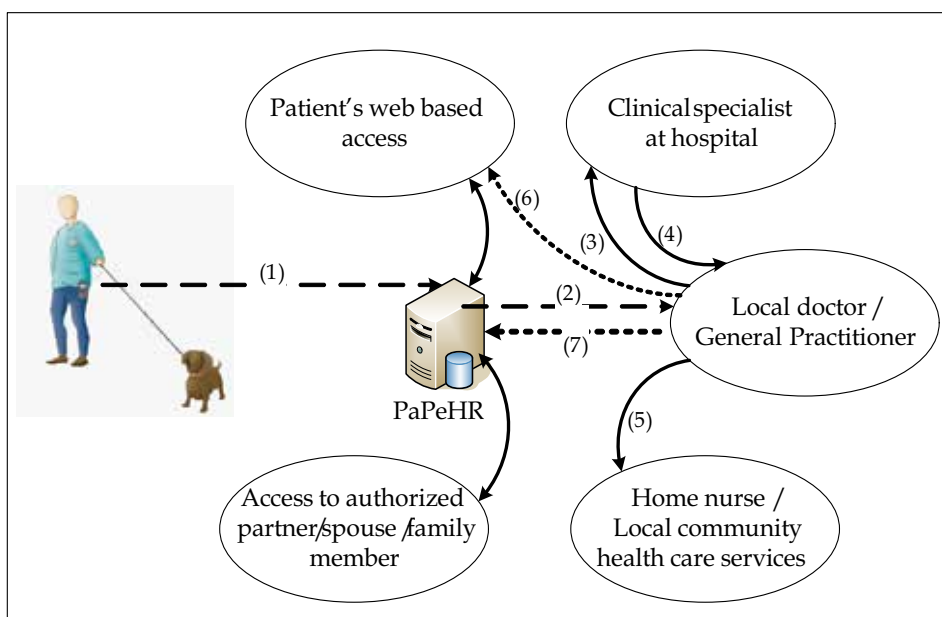 Patient's web based
access
Clinical specialist
at hospital
(6)
(3)
(4)
(1)
(2)
Local doctor /
General Practitioner
(7)
PaPeHR
(5)
Access to authorized
partner/spouse/family
member
Home nurse /
Local community
health care services